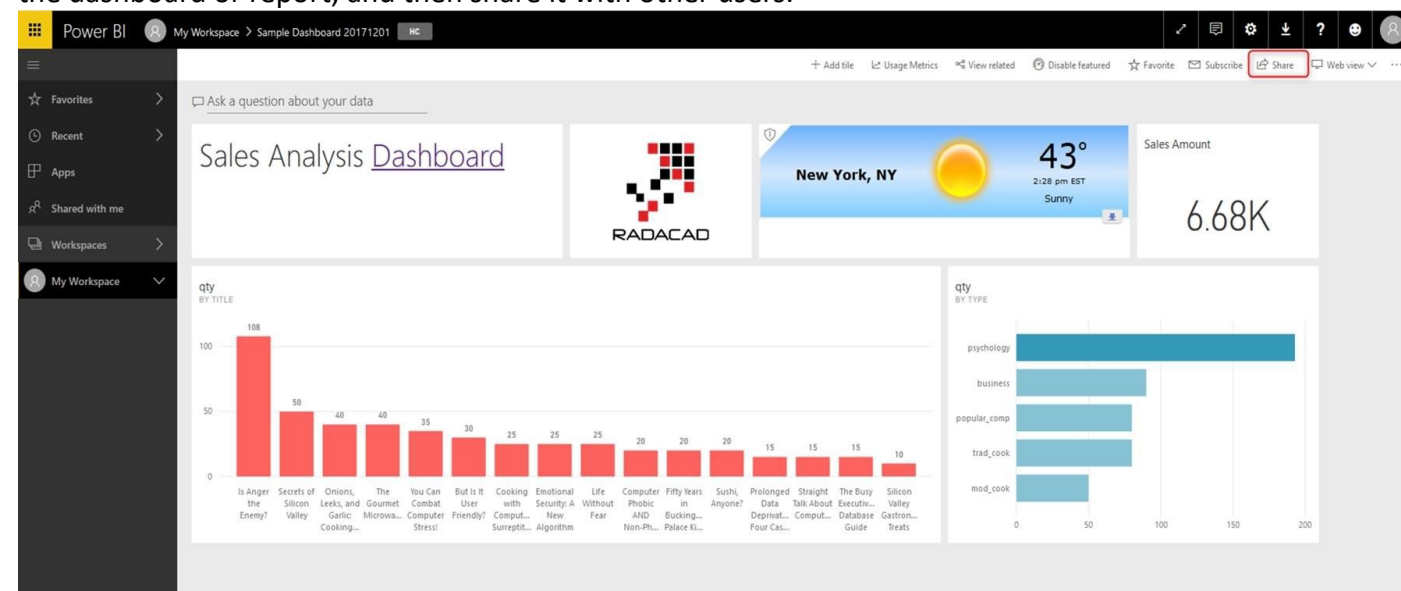 the dashboard or report, and then share it with other users.
Power BI My Workspace > Sample Dashboard 20171201 HC ?
+ Add tile Usage Metrics View related Disable featured Favorite Subscribe Share Web view ...
Favorites
Recent
Apps
Shared with me
Workspaces
My Workspace
Ask a question about your data
Sales Analysis Dashboard
RADACAD
New York, NY
43°
2:28 pm EST
Sunny
Sales Amount
6.68K
qty
BY TITLE
108
100
50
50
40 40
35
30
25 25 25
20 20 20
15 15 15
10
0
Is Anger the Enemy?
Secrets of Silicon Valley
Onions, Leeks, and Garlic Cooking...
The Gourmet Microwa...
You Can Combat Computer Stress!
But Is It User Friendly?
Cooking with Comput... Surreptit...
Emotional Security: A New Algorithm
Life Without Fear
Computer Phobic AND Non-Ph...
Fifty Years in Bucking... Palace Ki...
Sushi, Anyone?
Prolonged Data Deprivat... Four Cas...
Straight Talk About Comput...
The Busy Executiv... Database Guide
Silicon Valley Gastron... Treats
qty
BY TYPE
psychology
business
popular_comp
trad_cook
mod_cook
0 50 100 150 200